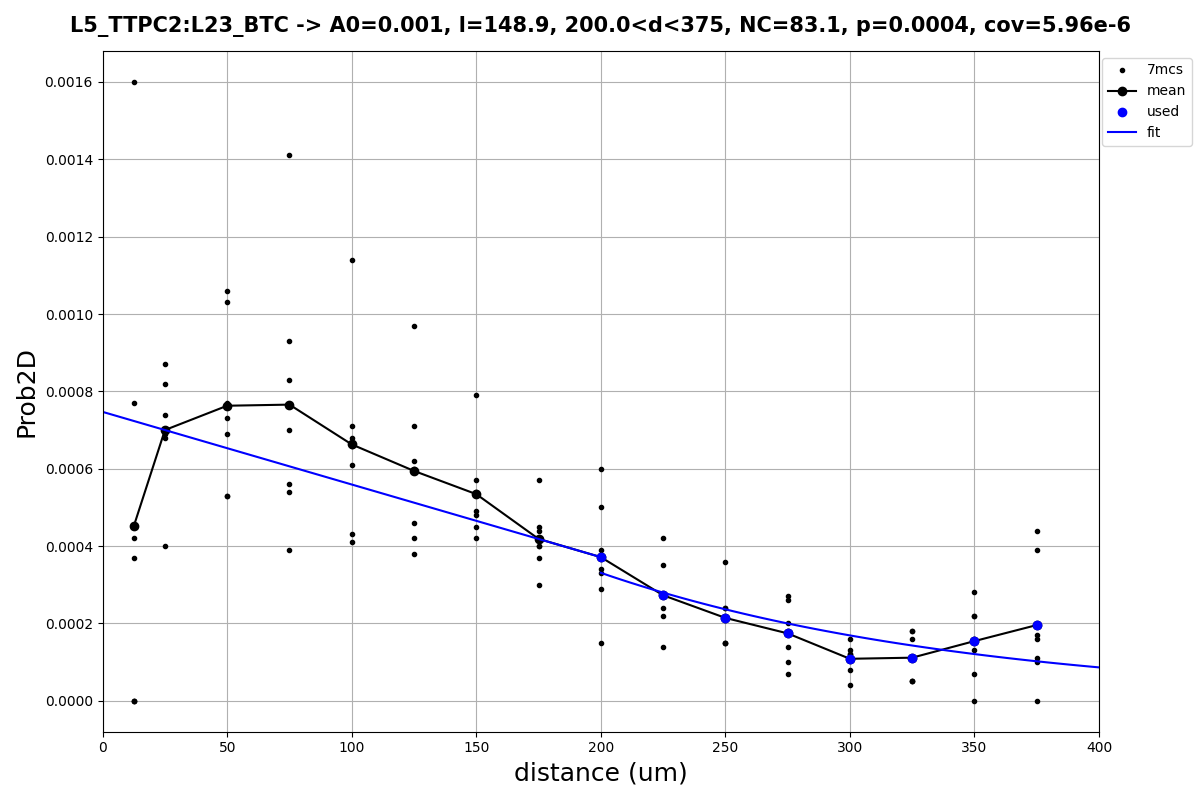 L5_TTPC2:L23_BTC -> A0=0.001, l=148.9, 200.0<d<375, NC=83.1, p=0.0004, cov=5.96e-6
7mcs
mean
used
fit
Prob2D
0.0016
0.0014
0.0012
0.0010
0.0008
0.0006
0.0004
0.0002
0.0000
0 50 100 150 200 250 300 350 400
distance (um)